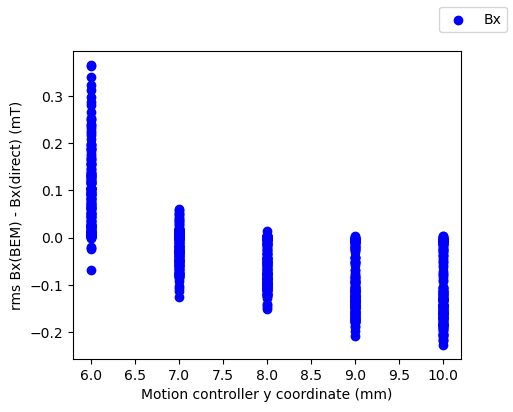 Bx
rms Bx(BEM) - Bx(direct) (mT)
0.3
0.2
0.1
0.0
−0.1
−0.2
6.0 6.5 7.0 7.5 8.0 8.5 9.0 9.5 10.0
Motion controller y coordinate (mm)